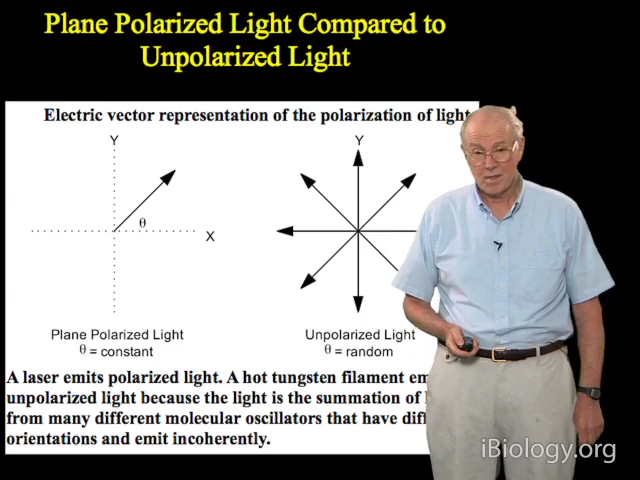 Plane Polarized Light Compared to
Unpolarized Light
Electric vector representation of the polarization of light
Y
Y
θ
X
Plane Polarized Light
θ = constant
Unpolarized Light
θ = random
A laser emits polarized light. A hot tungsten filament
unpolarized light because the light is the summation of
from many different molecular oscillators that have
orientations and emit incoherently.
iBiology.org